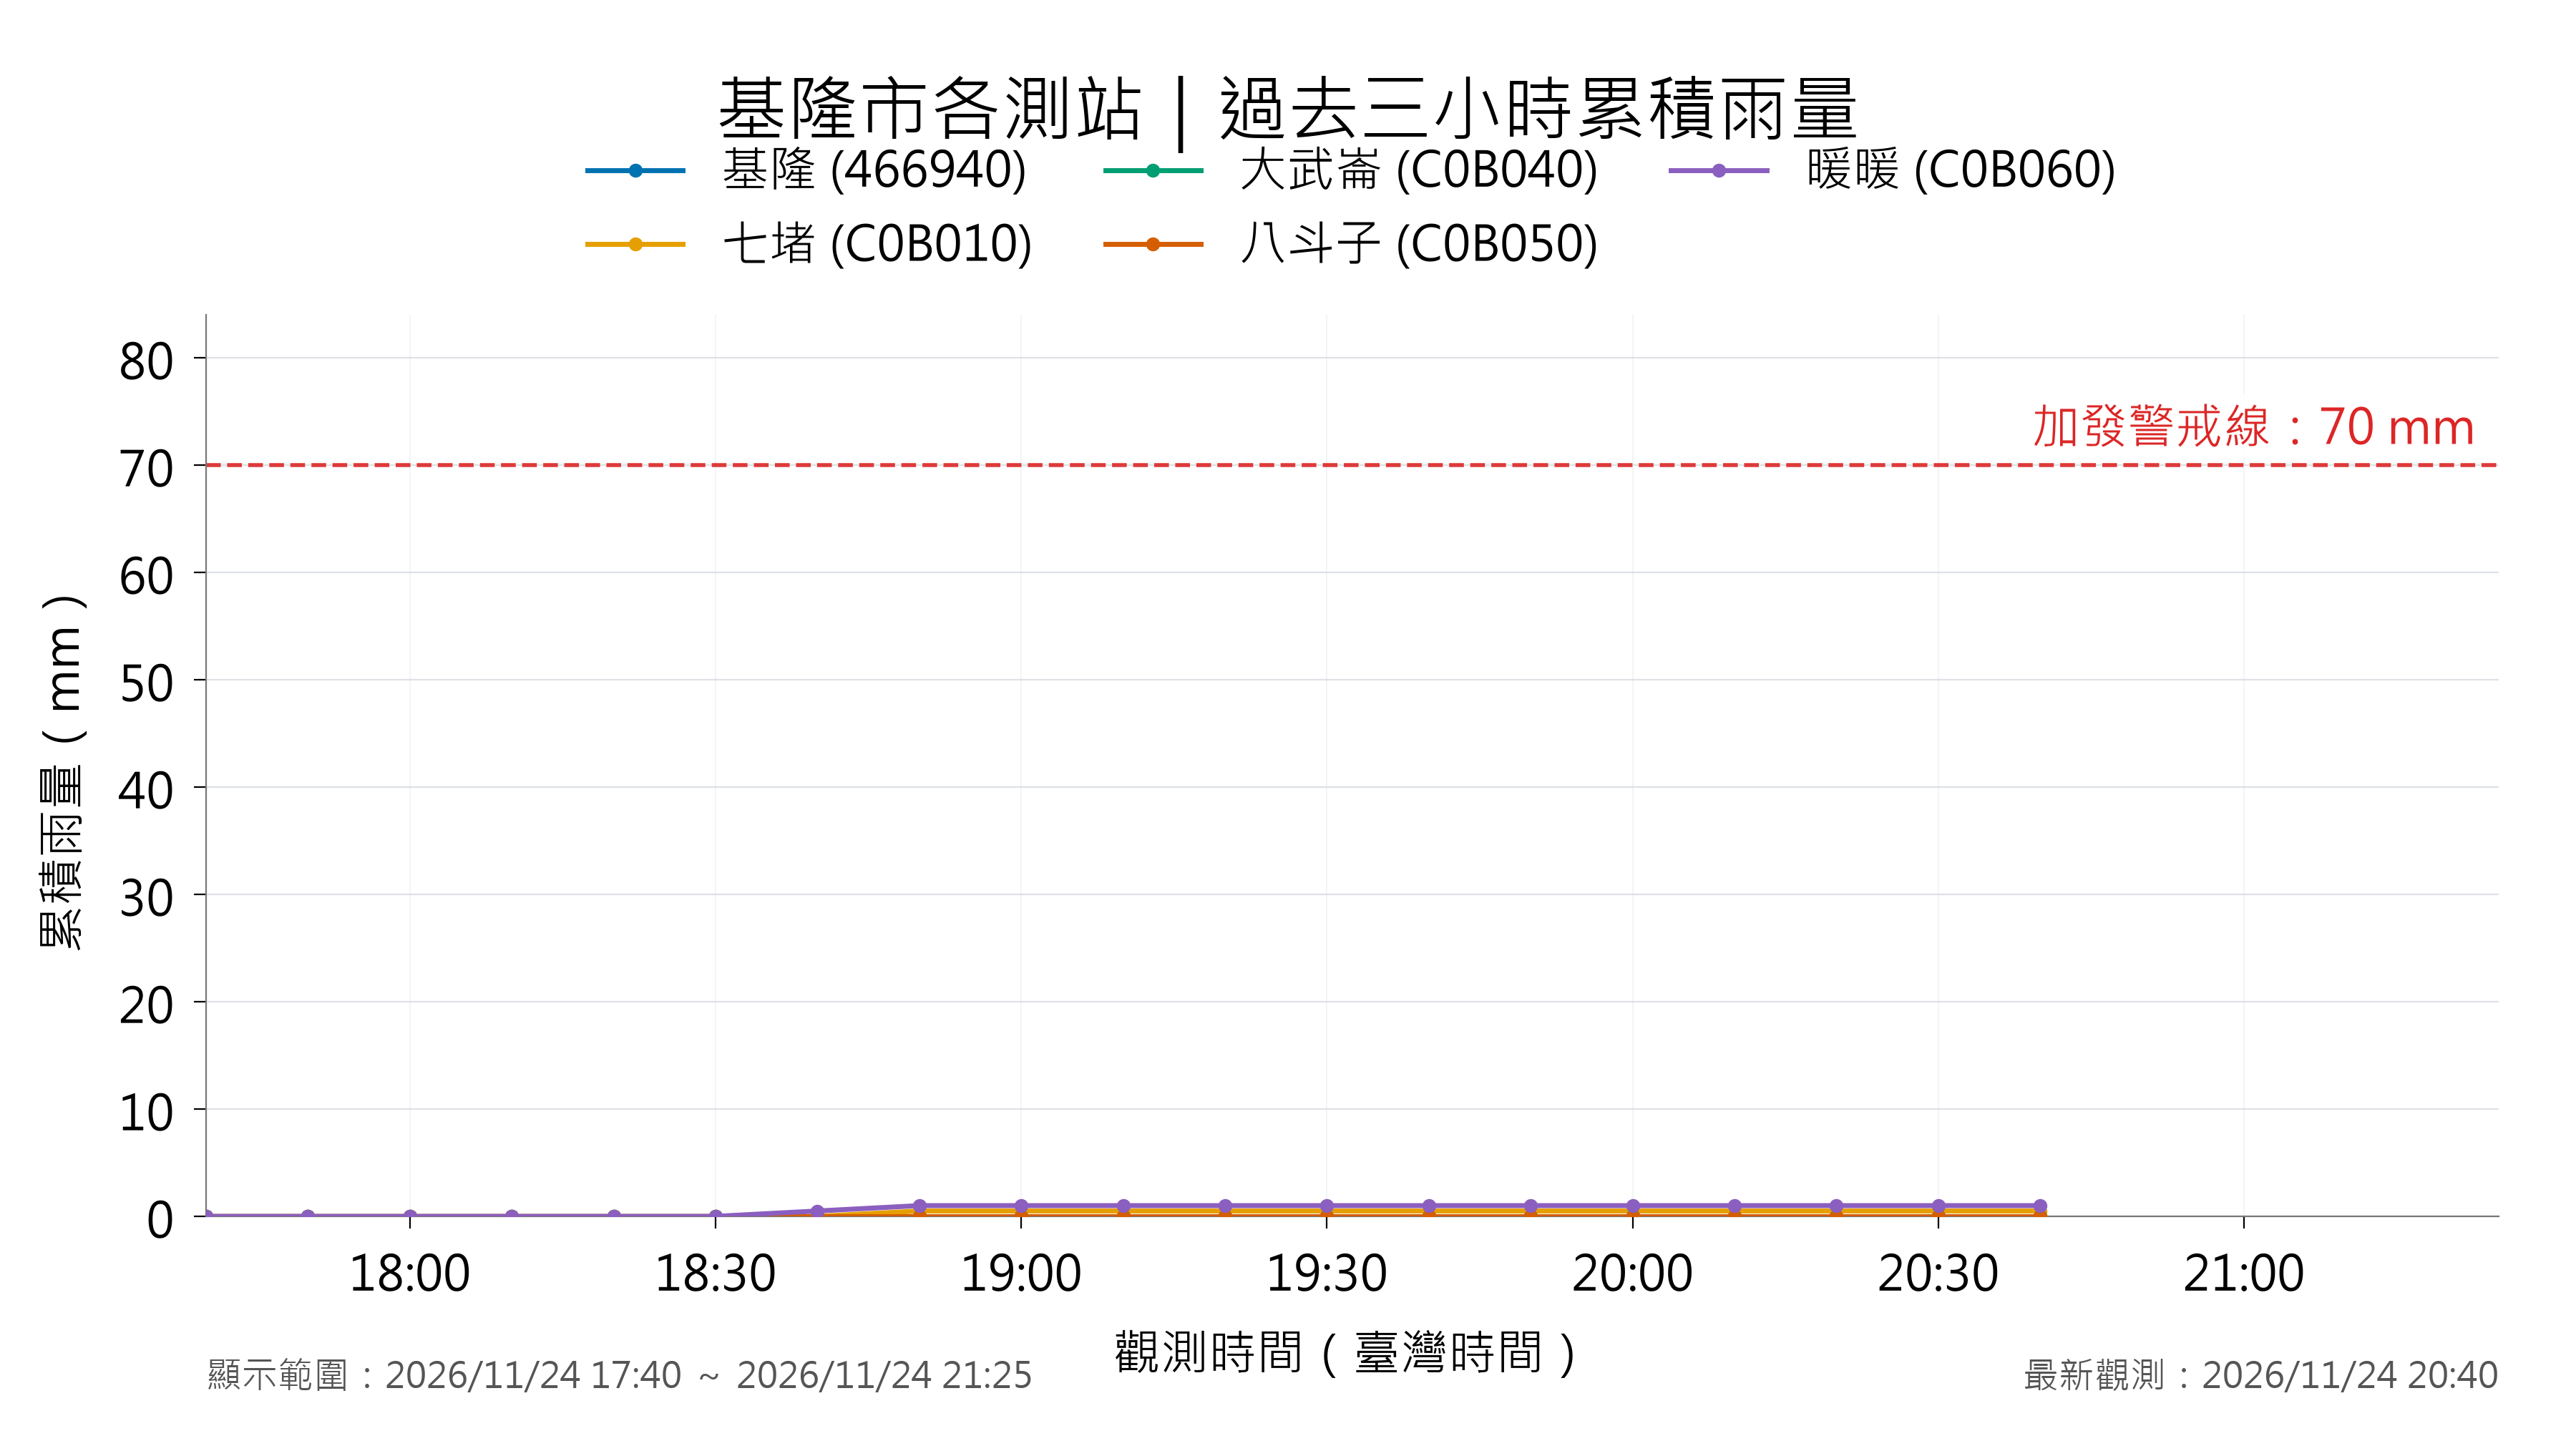 基隆市各測站｜過去三小時累積雨量
基隆 (466940)
大武崙 (C0B040)
暖暖 (C0B060)
七堵 (C0B010)
八斗子 (C0B050)
累積雨量（mm）
80
70
60
50
40
30
20
10
0
加發警戒線：70 mm
18:00
18:30
19:00
19:30
20:00
20:30
21:00
觀測時間（臺灣時間）
顯示範圍：2026/11/24 17:40 ~ 2026/11/24 21:25
最新觀測：2026/11/24 20:40